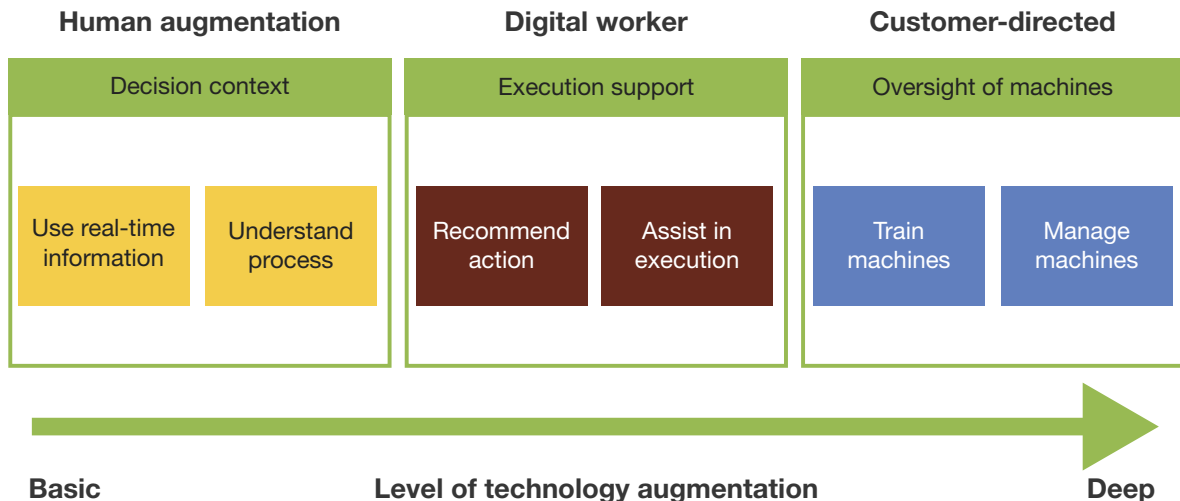 Human augmentation
Digital worker
Customer-directed
Decision context
Execution support
Oversight of machines
Use real-time
information
Understand
process
Recommend
action
Assist in
execution
Train
machines
Manage
machines
Basic
Level of technology augmentation
Deep